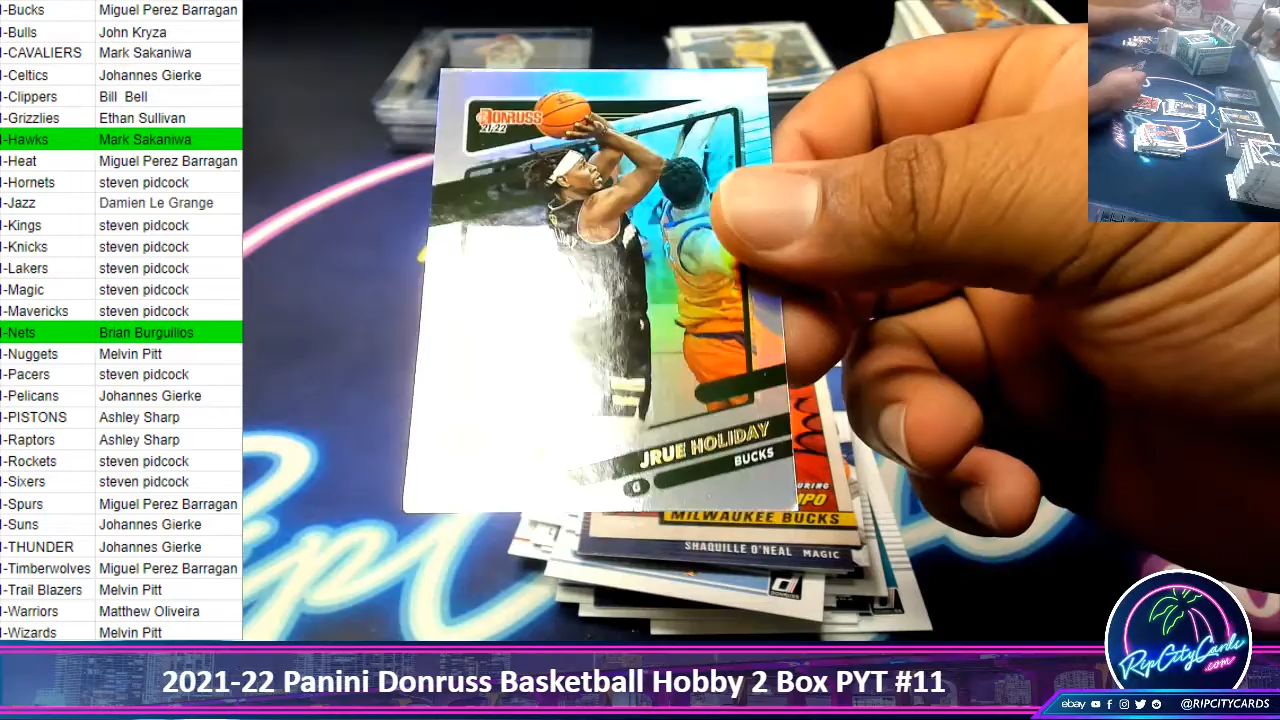 -Bucks Miguel Perez Barragan
-Bulls John Kryza
-CAVALIERS Mark Sakaniwa
-Celtics Johannes Gierke
-Clippers Bill Bell
-Grizzlies Ethan Sullivan
-Hawks Mark Sakaniwa
-Heat Miguel Perez Barragan
-Hornets steven pidcock
-Jazz Damien Le Grange
-Kings steven pidcock
-Knicks steven pidcock
-Lakers steven pidcock
-Magic steven pidcock
-Mavericks steven pidcock
-Nets Brian Burguillos
-Nuggets Melvin Pitt
-Pacers steven pidcock
-Pelicans Johannes Gierke
-PISTONS Ashley Sharp
-Raptors Ashley Sharp
-Rockets steven pidcock
-Sixers steven pidcock
-Spurs Miguel Perez Barragan
-Suns Johannes Gierke
-THUNDER Johannes Gierke
-Timberwolves Miguel Perez Barragan
-Trail Blazers Melvin Pitt
-Warriors Matthew Oliveira
-Wizards Melvin Pitt
DONRUSS
21/22
JRUE HOLIDAY
BUCKS
G
MILWAUKEE BUCKS
SHAQUILLE O'NEAL MAGIC
DONRUSS
RipCityCards
.com
2021-22 Panini Donruss Basketball Hobby 2 Box PYT #11
ebay @RIPCITYCARDS